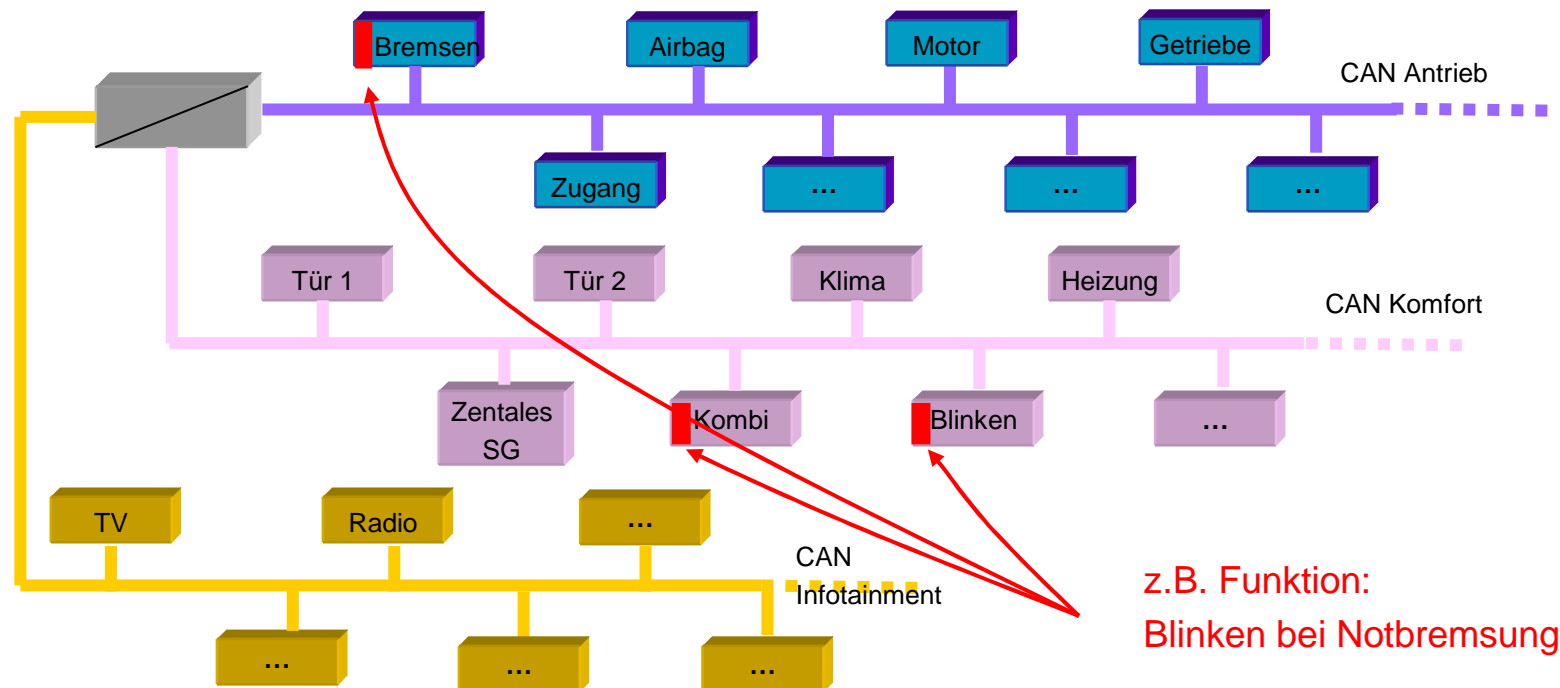 Bremsen
Airbag
Motor
Getriebe
CAN Antrieb
Zugang
...
...
...
Tür 1
Tür 2
Klima
Heizung
CAN Komfort
Zentales
SG
Kombi
Blinken
...
TV
Radio
...
CAN
Infotainment
...
...
...
z.B. Funktion:
Blinken bei Notbremsung